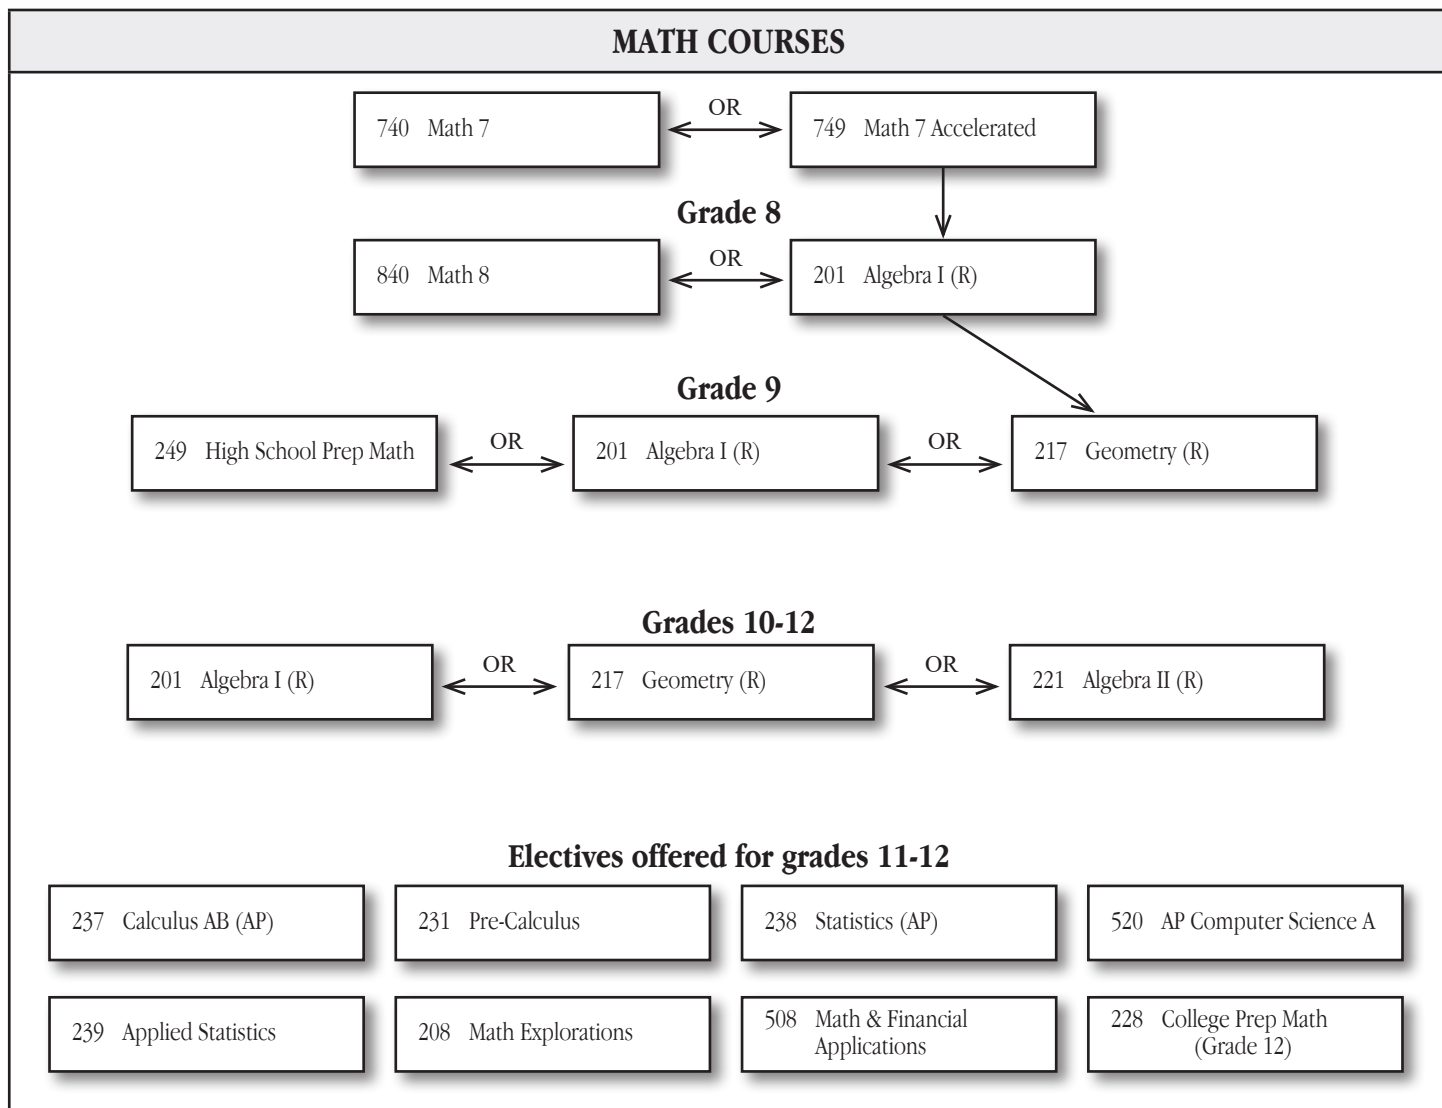 MATH COURSES
740 Math 7
OR
749 Math 7 Accelerated
Grade 8
840 Math 8
OR
201 Algebra I (R)
Grade 9
249 High School Prep Math
OR
201 Algebra I (R)
OR
217 Geometry (R)
Grades 10-12
201 Algebra I (R)
OR
217 Geometry (R)
OR
221 Algebra II (R)
Electives offered for grades 11-12
237 Calculus AB (AP)
231 Pre-Calculus
238 Statistics (AP)
520 AP Computer Science A
239 Applied Statistics
208 Math Explorations
508 Math & Financial
Applications
228 College Prep Math
(Grade 12)